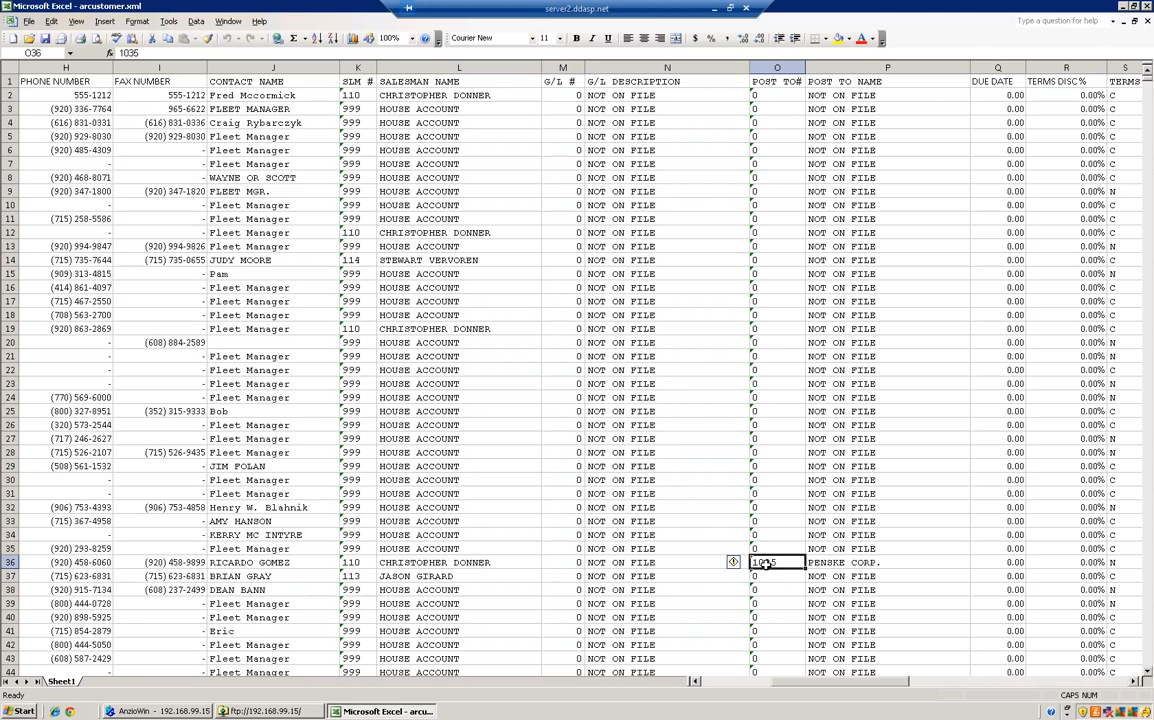 Microsoft Excel - arcustomer.xml
server2.ddasp.net
File Edit View Insert Format Tools Data Window Help
Type a question for help
100% Courier New 11 B I U $ % ,
O36 1035
H I J K L M N O P Q R S
1 PHONE NUMBER FAX NUMBER CONTACT NAME SLM # SALESMAN NAME G/L # G/L DESCRIPTION POST TO# POST TO NAME DUE DATE TERMS DISC% TERMS
2 555-1212 555-1212 Fred Mccormick 110 CHRISTOPHER DONNER 0 NOT ON FILE 0 NOT ON FILE 0.00 0.00% C
3 (920) 336-7764 965-6622 FLEET MANAGER 999 HOUSE ACCOUNT 0 NOT ON FILE 0 NOT ON FILE 0.00 0.00% C
4 (616) 831-0331 (616) 831-0336 Craig Rybarczyk 999 HOUSE ACCOUNT 0 NOT ON FILE 0 NOT ON FILE 0.00 0.00% C
5 (920) 929-8030 (920) 929-8030 Fleet Manager 999 HOUSE ACCOUNT 0 NOT ON FILE 0 NOT ON FILE 0.00 0.00% C
6 (920) 485-4309 - Fleet Manager 999 HOUSE ACCOUNT 0 NOT ON FILE 0 NOT ON FILE 0.00 0.00% C
7 - - Fleet Manager 999 HOUSE ACCOUNT 0 NOT ON FILE 0 NOT ON FILE 0.00 0.00% C
8 (920) 468-8071 - WAYNE OR SCOTT 999 HOUSE ACCOUNT 0 NOT ON FILE 0 NOT ON FILE 0.00 0.00% C
9 (920) 347-1800 (920) 347-1820 FLEET MGR. 999 HOUSE ACCOUNT 0 NOT ON FILE 0 NOT ON FILE 0.00 0.00% N
10 - - Fleet Manager 999 HOUSE ACCOUNT 0 NOT ON FILE 0 NOT ON FILE 0.00 0.00% C
11 (715) 258-5586 - Fleet Manager 999 HOUSE ACCOUNT 0 NOT ON FILE 0 NOT ON FILE 0.00 0.00% C
12 - - Fleet Manager 110 CHRISTOPHER DONNER 0 NOT ON FILE 0 NOT ON FILE 0.00 0.00% C
13 (920) 994-9847 (920) 994-9826 Fleet Manager 999 HOUSE ACCOUNT 0 NOT ON FILE 0 NOT ON FILE 0.00 0.00% N
14 (715) 735-7644 (715) 735-0655 JUDY MOORE 114 STEWART VERVOREN 0 NOT ON FILE 0 NOT ON FILE 0.00 0.00% C
15 (909) 313-4815 - Pam 999 HOUSE ACCOUNT 0 NOT ON FILE 0 NOT ON FILE 0.00 0.00% N
16 (414) 861-4097 - Fleet Manager 999 HOUSE ACCOUNT 0 NOT ON FILE 0 NOT ON FILE 0.00 0.00% C
17 (715) 467-2550 - Fleet Manager 999 HOUSE ACCOUNT 0 NOT ON FILE 0 NOT ON FILE 0.00 0.00% C
18 (708) 563-2700 - Fleet Manager 999 HOUSE ACCOUNT 0 NOT ON FILE 0 NOT ON FILE 0.00 0.00% C
19 (920) 863-2869 - Fleet Manager 110 CHRISTOPHER DONNER 0 NOT ON FILE 0 NOT ON FILE 0.00 0.00% C
20 - (608) 884-2589 999 HOUSE ACCOUNT 0 NOT ON FILE 0 NOT ON FILE 0.00 0.00% N
21 - - Fleet Manager 999 HOUSE ACCOUNT 0 NOT ON FILE 0 NOT ON FILE 0.00 0.00% C
22 - - Fleet Manager 999 HOUSE ACCOUNT 0 NOT ON FILE 0 NOT ON FILE 0.00 0.00% C
23 - - Fleet Manager 999 HOUSE ACCOUNT 0 NOT ON FILE 0 NOT ON FILE 0.00 0.00% N
24 (770) 569-6000 - Fleet Manager 999 HOUSE ACCOUNT 0 NOT ON FILE 0 NOT ON FILE 0.00 0.00% N
25 (800) 327-8951 (352) 315-9333 Bob 999 HOUSE ACCOUNT 0 NOT ON FILE 0 NOT ON FILE 0.00 0.00% C
26 (320) 573-2544 - Fleet Manager 999 HOUSE ACCOUNT 0 NOT ON FILE 0 NOT ON FILE 0.00 0.00% C
27 (717) 246-2627 - Fleet Manager 999 HOUSE ACCOUNT 0 NOT ON FILE 0 NOT ON FILE 0.00 0.00% N
28 (715) 526-2107 (715) 526-9435 Fleet Manager 999 HOUSE ACCOUNT 0 NOT ON FILE 0 NOT ON FILE 0.00 0.00% N
29 (508) 561-1532 - JIM FOLAN 999 HOUSE ACCOUNT 0 NOT ON FILE 0 NOT ON FILE 0.00 0.00% C
30 - - Fleet Manager 999 HOUSE ACCOUNT 0 NOT ON FILE 0 NOT ON FILE 0.00 0.00% C
31 - - Fleet Manager 999 HOUSE ACCOUNT 0 NOT ON FILE 0 NOT ON FILE 0.00 0.00% C
32 (906) 753-4393 (906) 753-4858 Henry W. Blahnik 999 HOUSE ACCOUNT 0 NOT ON FILE 0 NOT ON FILE 0.00 0.00% N
33 (715) 367-4958 - AMY HANSON 999 HOUSE ACCOUNT 0 NOT ON FILE 0 NOT ON FILE 0.00 0.00% C
34 - - KERRY MC INTYRE 999 HOUSE ACCOUNT 0 NOT ON FILE 0 NOT ON FILE 0.00 0.00% C
35 (920) 293-8259 - Fleet Manager 999 HOUSE ACCOUNT 0 NOT ON FILE 0 NOT ON FILE 0.00 0.00% C
36 (920) 458-6060 (920) 458-9899 RICARDO GOMEZ 110 CHRISTOPHER DONNER 0 NOT ON FILE 1035 PENSKE CORP. 0.00 0.00% N
37 (715) 623-6831 (715) 623-6831 BRIAN GRAY 113 JASON GIRARD 0 NOT ON FILE 0 NOT ON FILE 0.00 0.00% C
38 (920) 915-7134 (608) 237-2499 DEAN BANN 999 HOUSE ACCOUNT 0 NOT ON FILE 0 NOT ON FILE 0.00 0.00% N
39 (800) 444-0728 - Fleet Manager 999 HOUSE ACCOUNT 0 NOT ON FILE 0 NOT ON FILE 0.00 0.00% N
40 (920) 898-5925 - Fleet Manager 999 HOUSE ACCOUNT 0 NOT ON FILE 0 NOT ON FILE 0.00 0.00% C
41 (715) 854-2879 - Eric 999 HOUSE ACCOUNT 0 NOT ON FILE 0 NOT ON FILE 0.00 0.00% C
42 (800) 444-5050 - Fleet Manager 999 HOUSE ACCOUNT 0 NOT ON FILE 0 NOT ON FILE 0.00 0.00% C
43 (608) 587-2429 - Fleet Manager 999 HOUSE ACCOUNT 0 NOT ON FILE 0 NOT ON FILE 0.00 0.00% C
44 - - Fleet Manager 999 HOUSE ACCOUNT 0 NOT ON FILE 0 NOT ON FILE 0.00 0.00% N
Sheet1
Ready CAPS NUM
Start AnzioWin - 192.168.99.15 ftp://192.168.99.15/ Microsoft Excel - arcu...